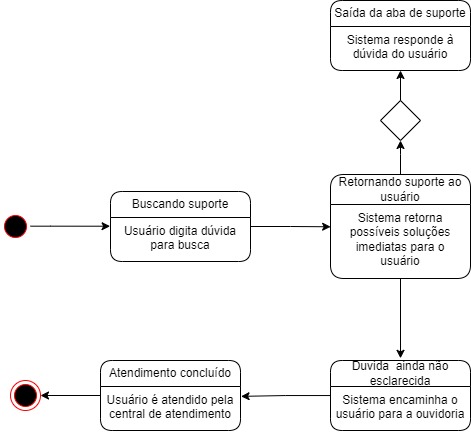 Saída da aba de suporte
Sistema responde à
dúvida do usuário
Retornando suporte ao
usuário
Sistema retorna
possíveis soluções
imediatas para o
usuário
Buscando suporte
Usuário digita dúvida
para busca
Duvida ainda não
esclarecida
Sistema encaminha o
usuário para a ouvidoria
Atendimento concluído
Usuário é atendido pela
central de atendimento